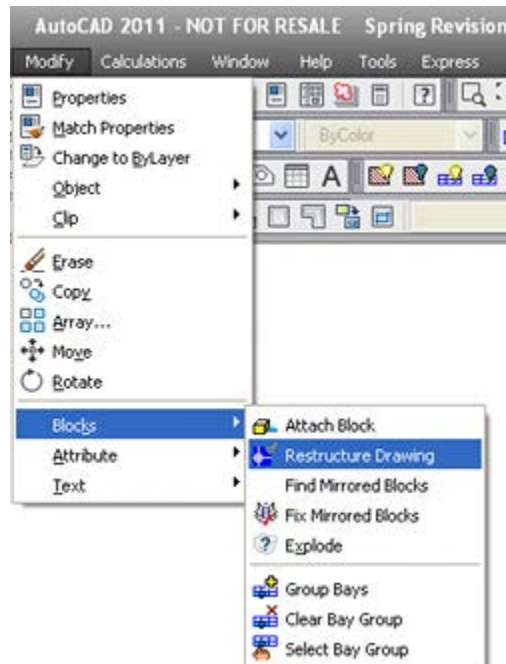 AutoCAD 2011 - NOT FOR RESALE Spring Revision
Modify Calculations Window Help Tools Express
Properties
Match Properties
ByColor
Change to ByLayer
Object
Clip
Erase
Copy
Array...
Move
Rotate
Blocks
Attach Block
Attribute
Restructure Drawing
Text
Find Mirrored Blocks
Fix Mirrored Blocks
Explode
Group Bays
Clear Bay Group
Select Bay Group